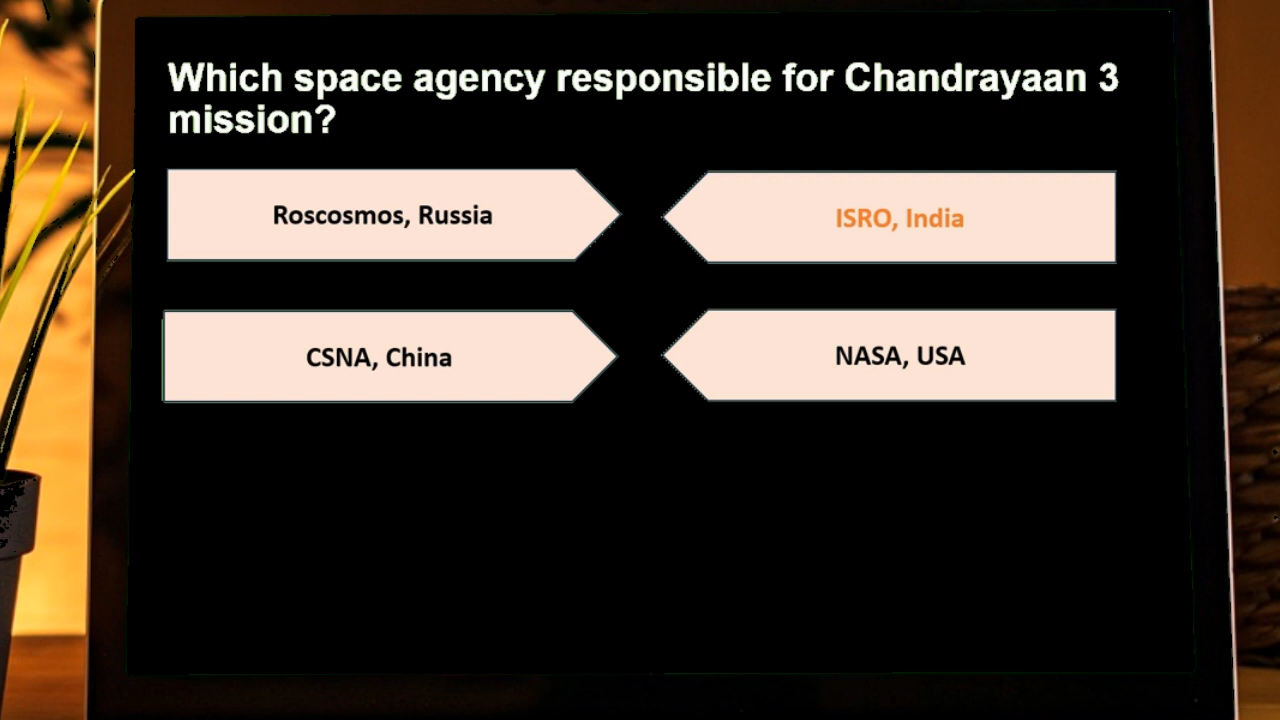 Which space agency responsible for Chandrayaan 3
mission?
Roscosmos, Russia
ISRO, India
CSNA, China
NASA, USA